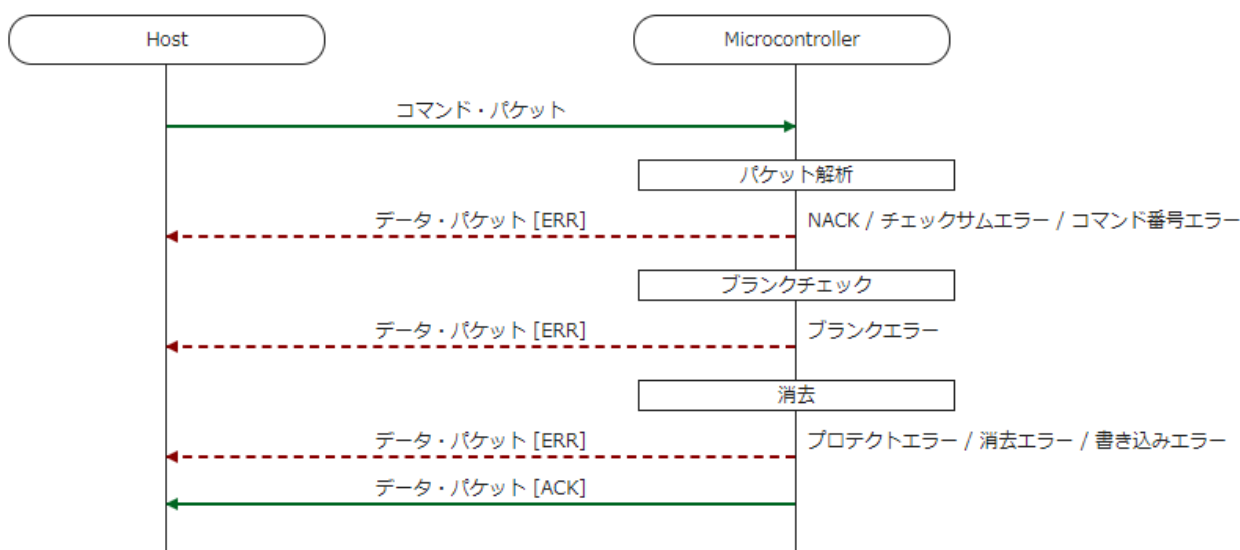 Host
Microcontroller
コマンド・パケット
パケット解析
データ・パケット [ERR]
NACK / チェックサムエラー / コマンド番号エラー
ブランクチェック
データ・パケット [ERR]
ブランクエラー
消去
データ・パケット [ERR]
プロテクトエラー / 消去エラー / 書き込みエラー
データ・パケット [ACK]